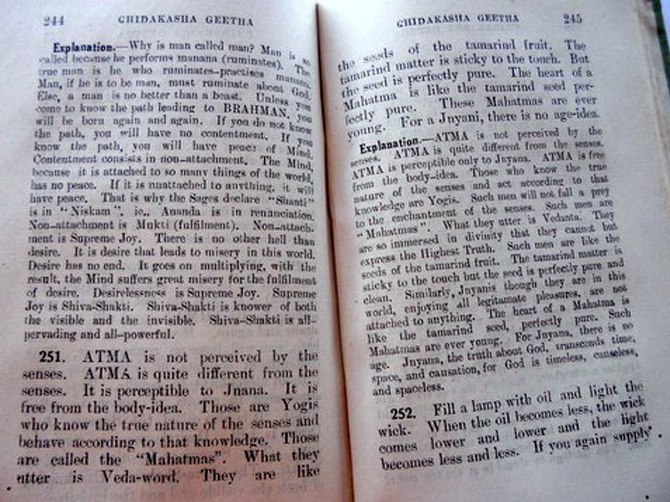 244 CHIDAKASHA GEETHA
Explanation.—Why is man called man? Man is so
called because he performs manana (ruminates). The
true man is he who ruminates-practises manana.
Man, if he is to be man, must ruminate about God,
Else, a man is no better than a beast. Unless you
come to know the path leading to BRAHMAN, you
will be born again and again. If you do not know
the path, you will have no contentment. If you
know the path, you will have peace of Mind.
Contentment consists in non-attachment. The Mind,
because it is attached to so many things of the world,
has no peace. If it is unattached to anything, it will
have peace. That is why the Sages declare "Shanti"
is in "Niskam". ie., Ananda is in renanciation.
Non-attachment is Mukti (fulfilment). Non-attach-
ment is Supreme Joy. There is no other hell than
desire. It is desire that leads to misery in this world.
Desire has no end. It goes on multiplying, with the
result, the Mind suffers great misery for the fulfilment
of desire. Desirelessness is Supreme Joy. Supreme
Joy is Shiva-Shakti. Shiva-Shakti is knower of both
the visible and the invisible. Shiva-Shakti is all-
pervading and all-powerful.
251. ATMA is not perceived by the
senses. ATMA is quite different from the
senses. It is perceptible to Jnana. It is
free from the body-idea. Those are Yogis
who know the true nature of the senses and
behave according to that knowledge. Those
are called the "Mahatmas". What they
utter is Veda-word. They are like
CHIDAKASHA GEETHA 245
the seeds of the tamarind fruit. The
tamarind matter is sticky to the touch. But
the seed is perfectly pure. The heart of a
Mahatma is like the tamarind seed per-
fectly pure. These Mahatmas are ever
young. For a Jnyani, there is no age-idea.
Explanation.—ATMA is not perceived by the
senses. ATMA is quite different from the senses.
ATMA is perceptible only to Jnyana. ATMA is free
from the body-idea. Those who know the true
nature of the senses and act according to that
knowledge are Yogis. Such men will not fall a prey
to the enchantment of the senses. Such men are
"Mahatmas". What they utter is Vedanta. They
are so immersed in divinity that they cannot but
express the Highest Truth. Such men are like the
seeds of the tamarind fruit. The tamarind matter is
sticky to the touch but the seed is perfectly pure and
clean. Similarly, Jnyanis though they are in this
world, enjoying all legitamate pleasures, are not
attached to anything. The heart of a Mahatma is
like the tamarind seed, perfectly pure. Such
Mahatmas are ever young. For Jnyana, there is no
age. Jnyana, the truth about God, transcends time,
space, and causation, for God is timeless, causeless,
and spaceless.
252. Fill a lamp with oil and light the
wick. When the oil becomes less, the wick
comes lower and lower and the light
becomes less and less. If you again supply